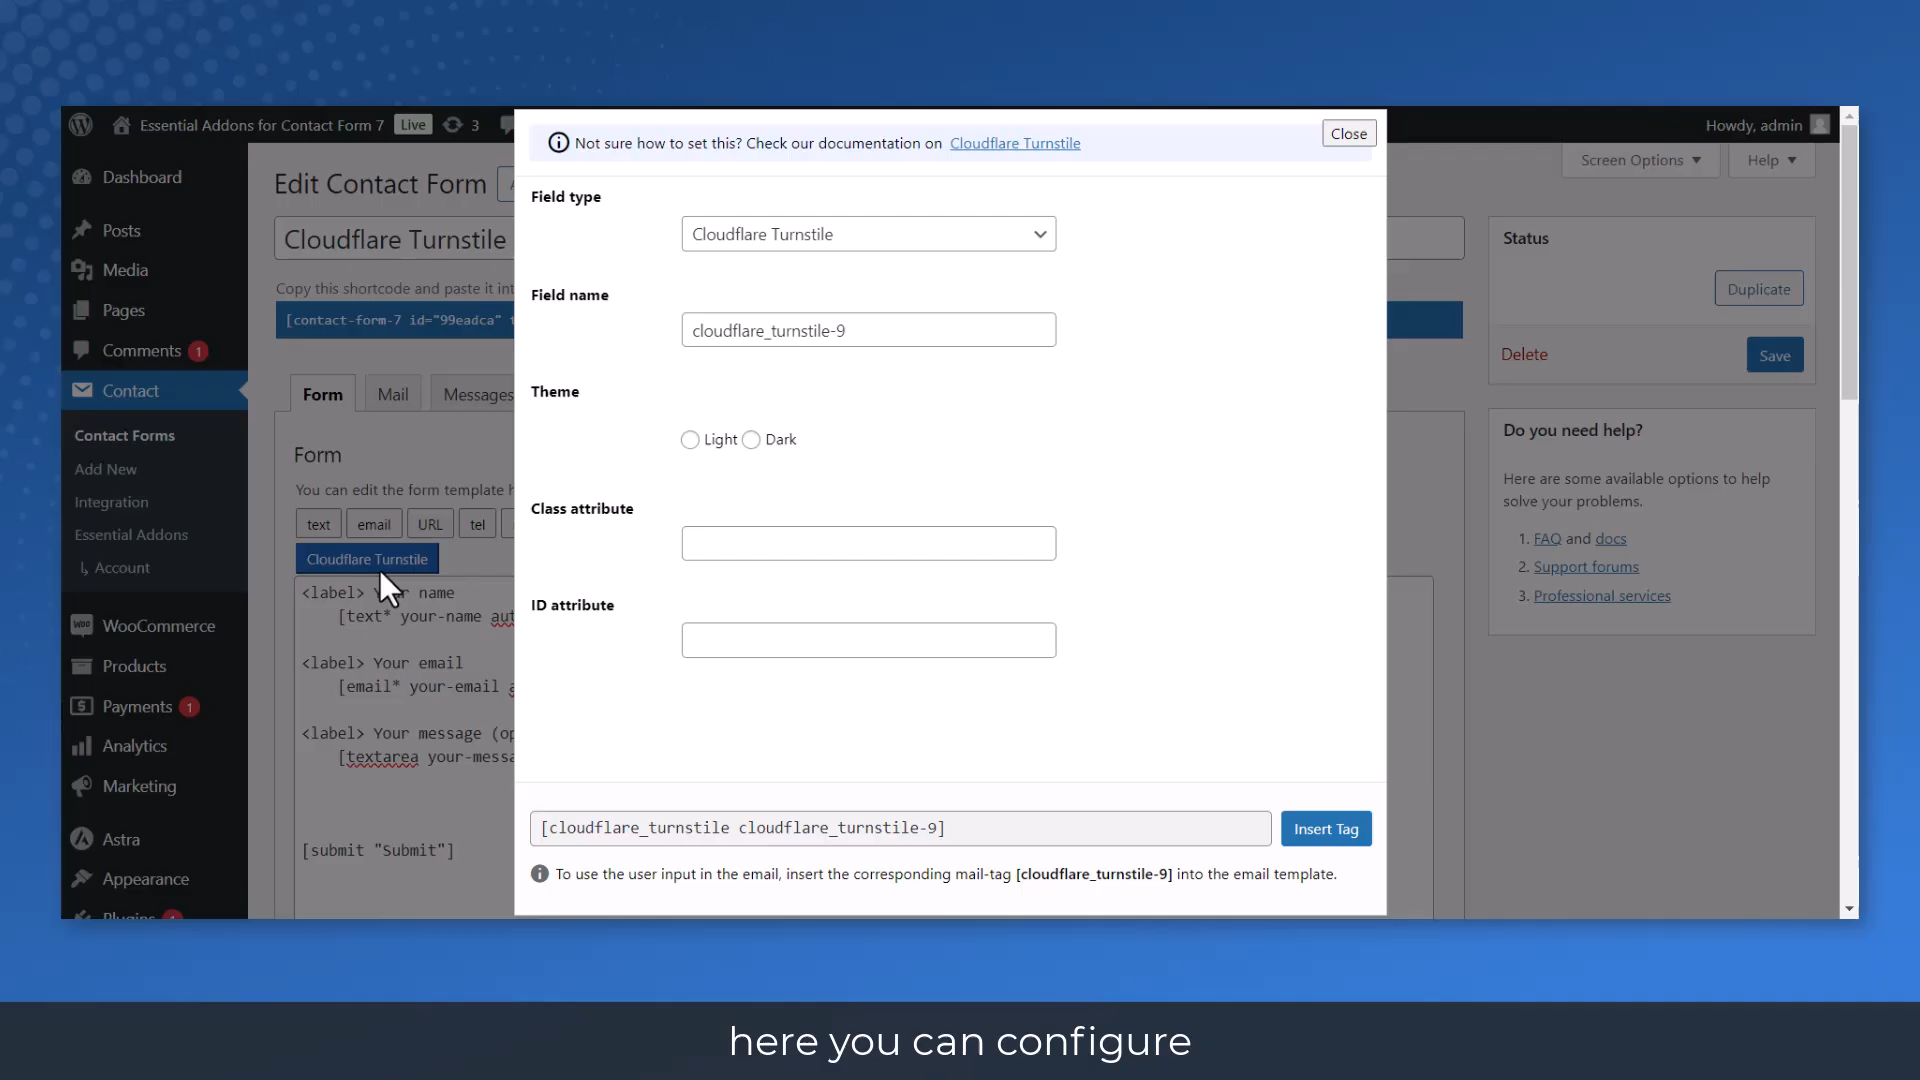 Essential Addons for Contact Form 7 Live 3
Howdy, admin
Dashboard
Posts
Media
Pages
Comments 1
Contact
Contact Forms
Add New
Integration
Essential Addons
↳ Account
WooCommerce
Products
Payments 1
Analytics
Marketing
Astra
Appearance
Plugins 1
Screen Options ▼
Help ▼
Edit Contact Form
Cloudflare Turnstile
Copy this shortcode and paste it int
[contact-form-7 id="99eadca" t
Form
Mail
Messages
Form
You can edit the form template h
text
email
URL
tel
Cloudflare Turnstile
<label> Your name
[text* your-name aut
<label> Your email
[email* your-email a
<label> Your message (op
[textarea your-messa
[submit "Submit"]
Not sure how to set this? Check our documentation on Cloudflare Turnstile
Close
Field type
Cloudflare Turnstile
Field name
cloudflare_turnstile-9
Theme
Light
Dark
Class attribute
ID attribute
[cloudflare_turnstile cloudflare_turnstile-9]
Insert Tag
To use the user input in the email, insert the corresponding mail-tag [cloudflare_turnstile-9] into the email template.
Status
Duplicate
Delete
Save
Do you need help?
Here are some available options to help
solve your problems.
1. FAQ and docs
2. Support forums
3. Professional services
here you can configure